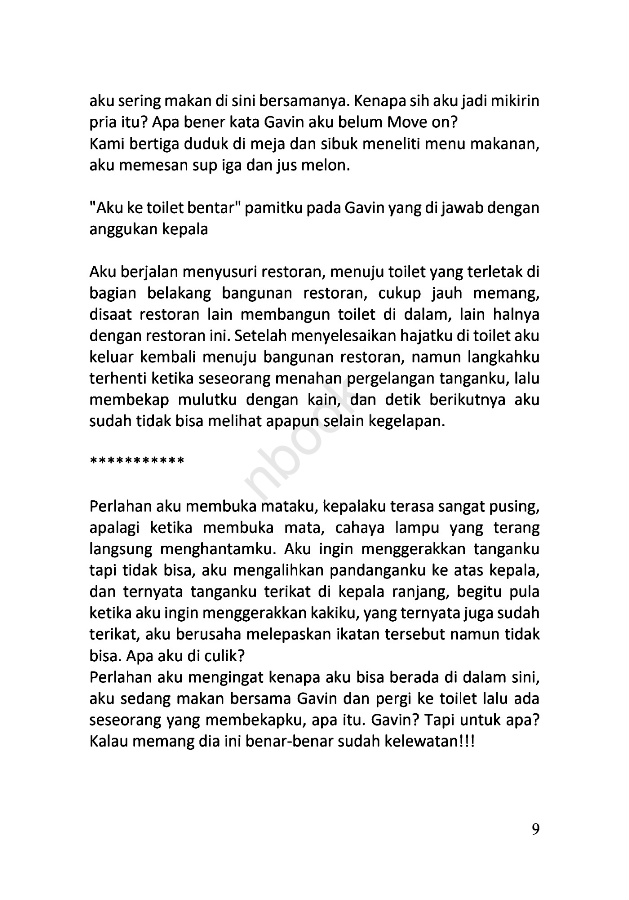 aku sering makan di sini bersamanya. Kenapa sih aku jadi mikirin
pria itu? Apa bener kata Gavin aku belum Move on?
Kami bertiga duduk di meja dan sibuk meneliti menu makanan,
aku memesan sup iga dan jus melon.
"Aku ke toilet bentar" pamitku pada Gavin yang di jawab dengan
anggukan kepala
Aku berjalan menyusuri restoran, menuju toilet yang terletak di
bagian belakang bangunan restoran, cukup jauh memang,
disaat restoran lain membangun toilet di dalam, lain halnya
dengan restoran ini. Setelah menyelesaikan hajatku di toilet aku
keluar kembali menuju bangunan restoran, namun langkahku
terhenti ketika seseorang menahan pergelangan tanganku, lalu
membekap mulutku dengan kain, dan detik berikutnya aku
sudah tidak bisa melihat apapun selain kegelapan.
***********
Perlahan aku membuka mataku, kepalaku terasa sangat pusing,
apalagi ketika membuka mata, cahaya lampu yang terang
langsung menghantamku. Aku ingin menggerakkan tanganku
tapi tidak bisa, aku mengalihkan pandanganku ke atas kepala,
dan ternyata tanganku terikat di kepala ranjang, begitu pula
ketika aku ingin menggerakkan kakiku, yang ternyata juga sudah
terikat, aku berusaha melepaskan ikatan tersebut namun tidak
bisa. Apa aku di culik?
Perlahan aku mengingat kenapa aku bisa berada di dalam sini,
aku sedang makan bersama Gavin dan pergi ke toilet lalu ada
seseorang yang membekapku, apa itu. Gavin? Tapi untuk apa?
Kalau memang dia ini benar-benar sudah kelewatan!!!
nbook
9